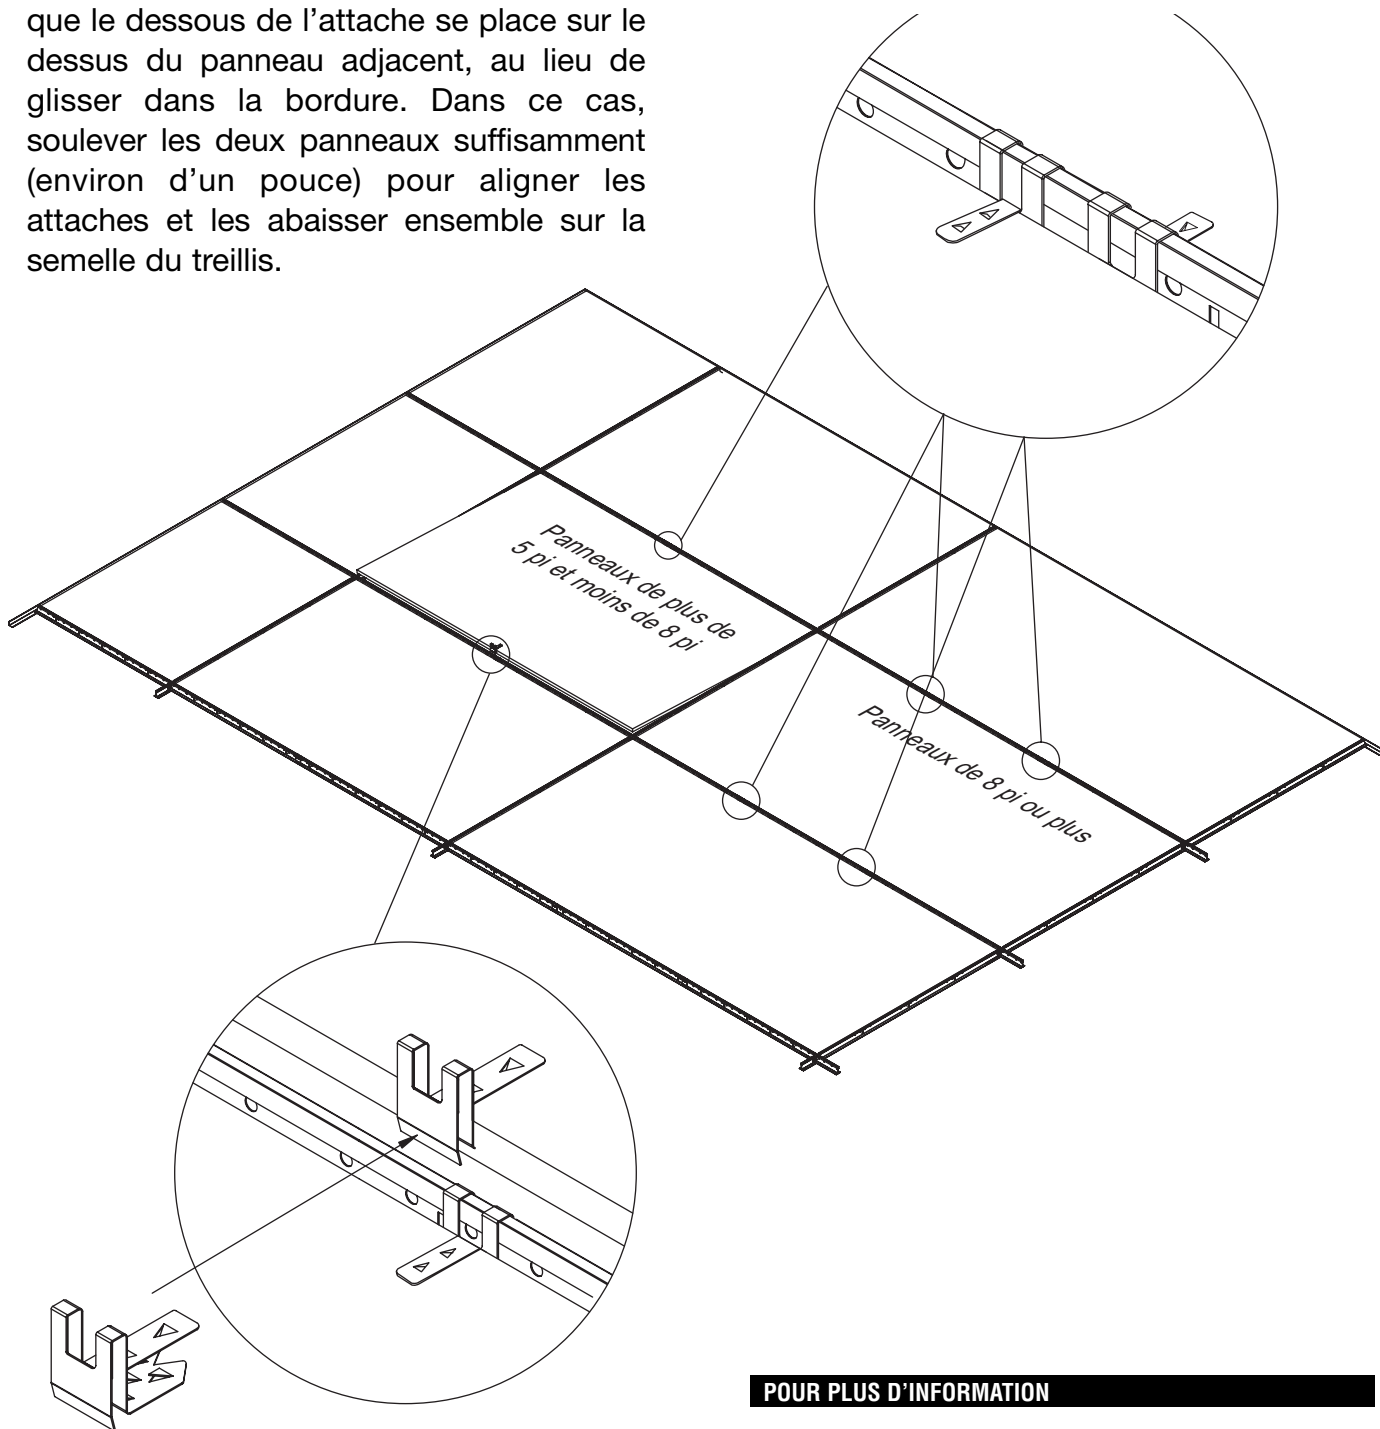 que le dessous de l’attache se place sur le
dessus du panneau adjacent, au lieu de
glisser dans la bordure. Dans ce cas,
soulever les deux panneaux suffisamment
(environ d’un pouce) pour aligner les
attaches et les abaisser ensemble sur la
semelle du treillis.
Panneaux de plus de
5 pi et moins de 8 pi
Panneaux de 8 pi ou plus
POUR PLUS D’INFORMATION